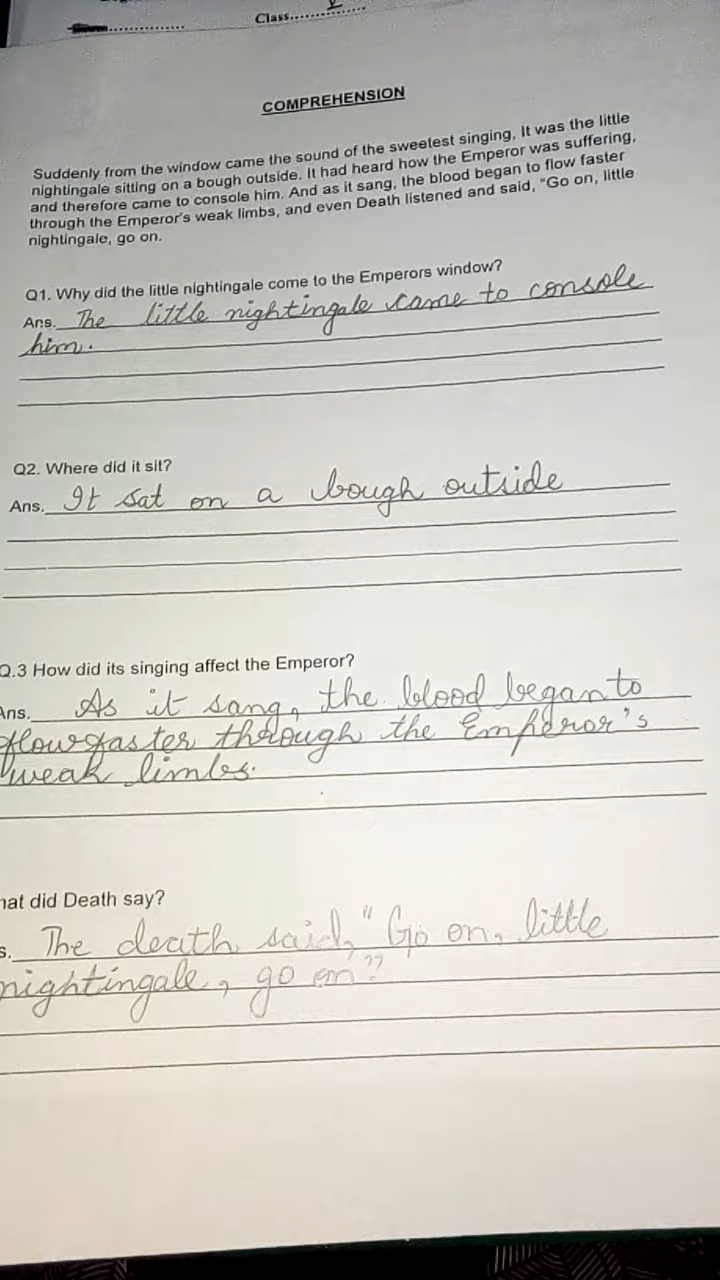 Class...............
COMPREHENSION
Suddenly from the window came the sound of the sweetest singing, It was the little
nightingale sitting on a bough outside. It had heard how the Emperor was suffering,
and therefore came to console him. And as it sang, the blood began to flow faster
through the Emperor's weak limbs, and even Death listened and said, "Go on, little
nightingale, go on.
Q1. Why did the little nightingale come to the Emperors window?
Ans. The little nightingale came to console
him.
Q2. Where did it sit?
Ans. It sat on a bough outside
Q.3 How did its singing affect the Emperor?
Ans. As it sang, the blood began to
flow faster through the Emperor's
weak limbs.
hat did Death say?
s. The death said, "Go on, little
nightingale, go on"